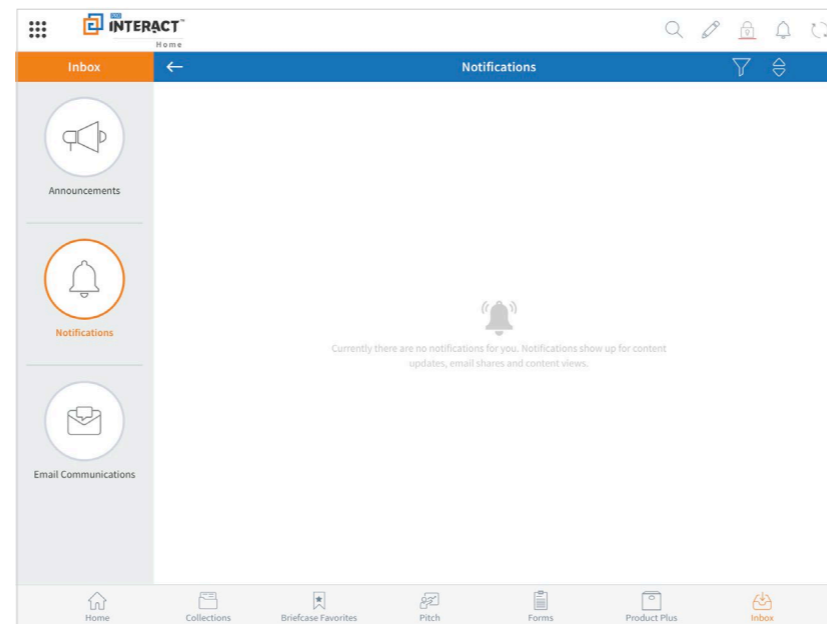 INTERACT™
Home
Inbox
Notifications
Announcements
Notifications
Email Communications
Currently there are no notifications for you. Notifications show up for content
updates, email shares and content views.
Home
Collections
Briefcase Favorites
Pitch
Forms
Product Plus
Inbox